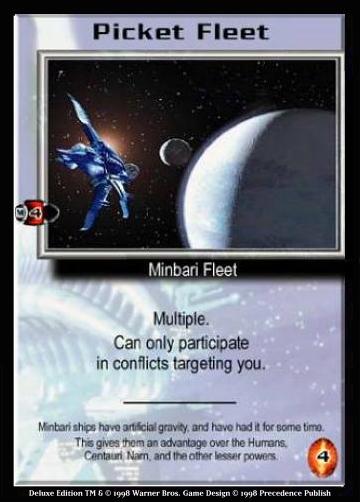 Picket Fleet
M 4
Minbari Fleet
Multiple.
Can only participate
in conflicts targeting you.
Minbari ships have artificial gravity, and have had it for some time.
This gives them an advantage over the Humans,
Centauri, Narn, and the other lesser powers.
4
Deluxe Edition TM & © 1998 Warner Bros. Game Design © 1998 Precedence Publish